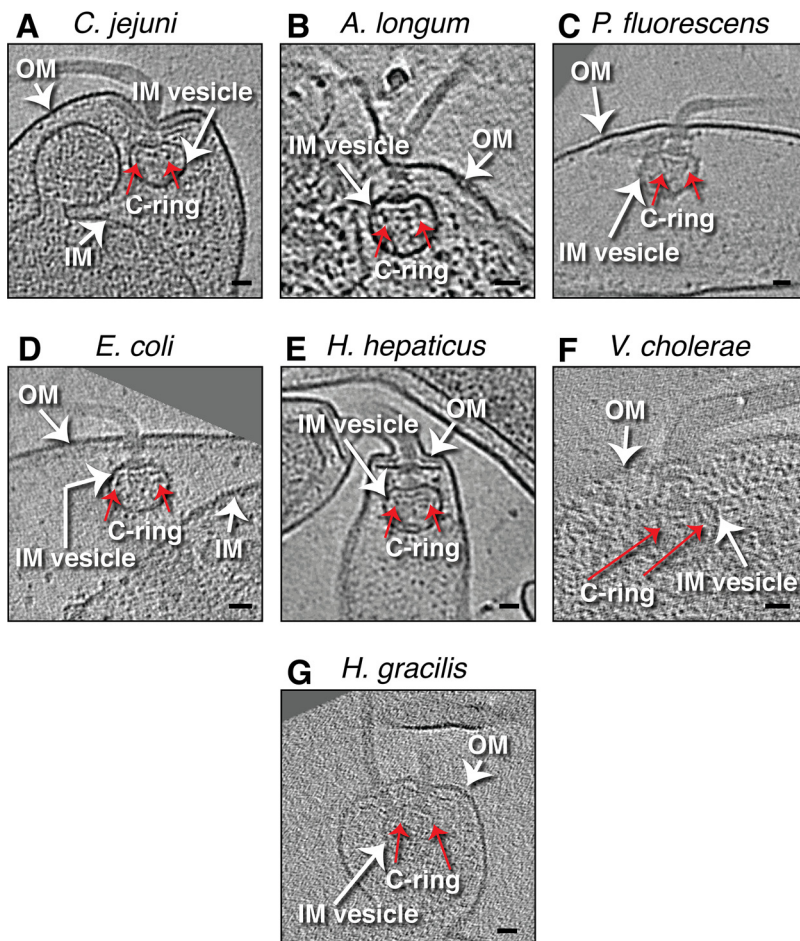 A C. jejuni
OM
IM vesicle
C-ring
IM
B A. longum
IM vesicle
OM
C-ring
C P. fluorescens
OM
C-ring
IM vesicle
D E. coli
OM
C-ring
IM vesicle
IM
E H. hepaticus
IM vesicle
OM
C-ring
F V. cholerae
OM
C-ring
IM vesicle
G H. gracilis
OM
C-ring
IM vesicle